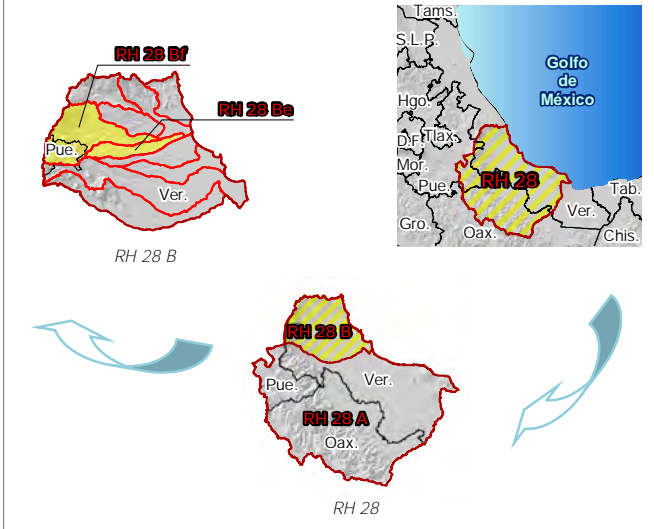 RH 28 Bf
RH 28 Be
Pue.
Ver.
RH 28 B
Tams.
S.L.P.
Golfo
de
México
Hgo.
D.F.
Tlax.
Mor.
Pue.
RH 28
Tab.
Ver.
Gro.
Oax.
Chis.
RH 28 B
Pue.
Ver.
RH 28 A
Oax.
RH 28